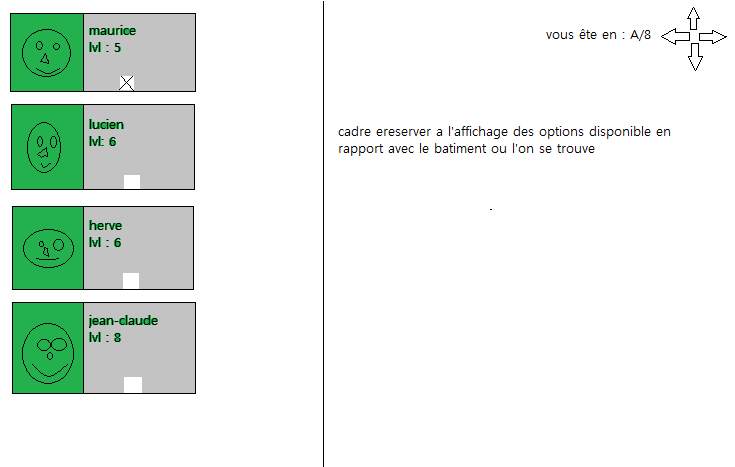 maurice
lvl : 5
lucien
lvl: 6
herve
lvl : 6
jean-claude
lvl : 8
vous ête en : A/8
cadre ereserver a l'affichage des options disponible en
rapport avec le batiment ou l'on se trouve